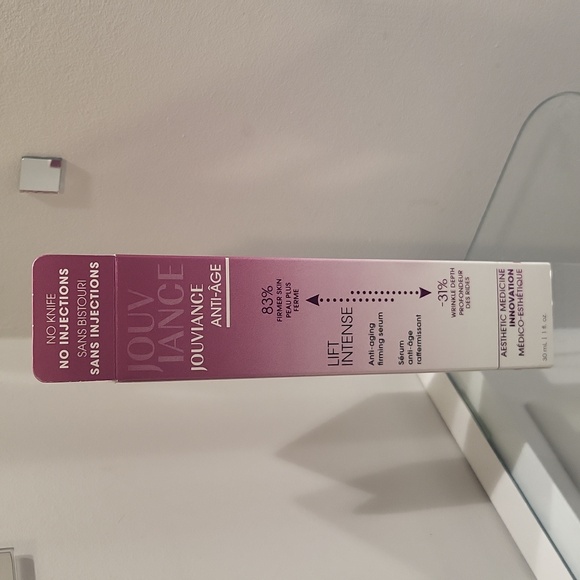 NO KNIFE
NO INJECTIONS
SANS BISTOURI
SANS INJECTIONS
JOUV
IANCE
JOUVIANCE
ANTI-ÂGE
83%
FIRMER SKIN
PEAU PLUS
FERME
LIFT
INTENSE
Anti-aging
firming serum
Sérum
anti-âge
raffermissant
-31%
WRINKLE DEPTH
PROFONDEUR
DES RIDES
AESTHETIC MEDICINE
INNOVATION
MÉDICO-ESTHÉTIQUE
30 mL | 1 fl. oz.